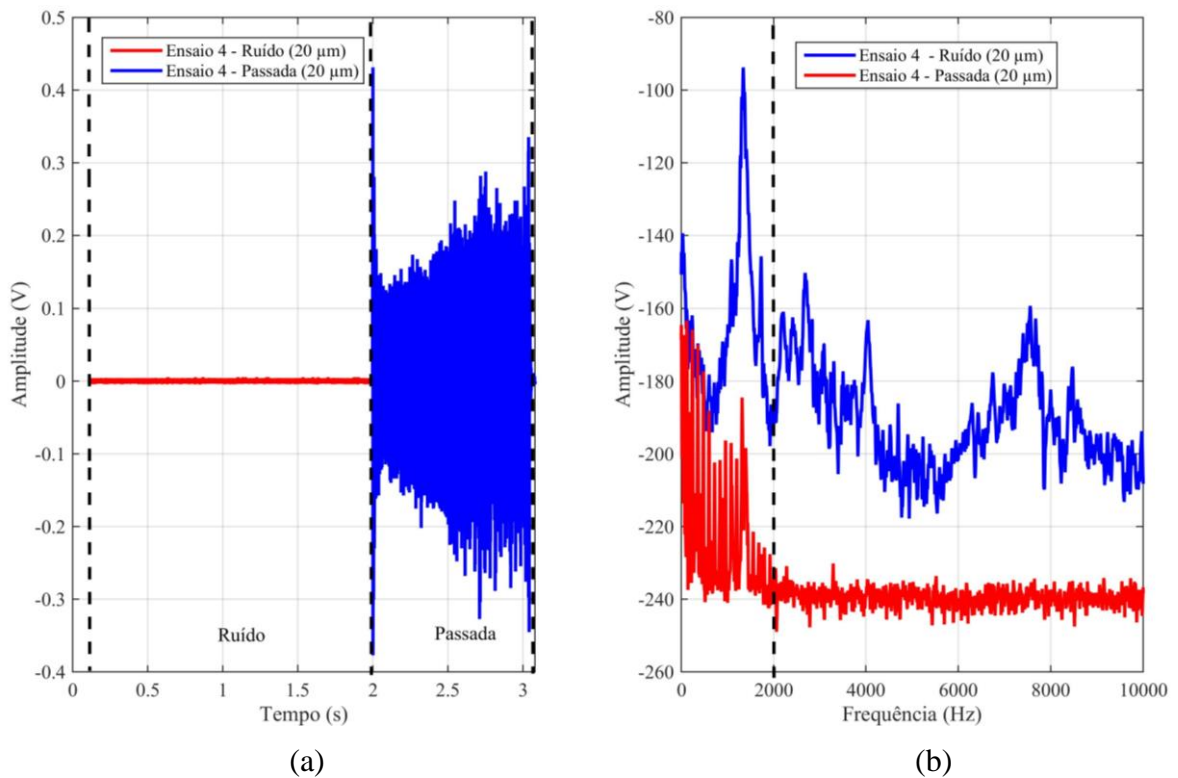 0.5
0.4
0.3
0.2
0.1
0
-0.1
-0.2
-0.3
-0.4
Amplitude (V)
Ensaio 4 - Ruído (20 µm)
Ensaio 4 - Passada (20 µm)
Ruído
Passada
0 0.5 1 1.5 2 2.5 3
Tempo (s)
(a)
-80
-100
-120
-140
-160
-180
-200
-220
-240
-260
Amplitude (V)
Ensaio 4 - Ruído (20 µm)
Ensaio 4 - Passada (20 µm)
0 2000 4000 6000 8000 10000
Frequência (Hz)
(b)